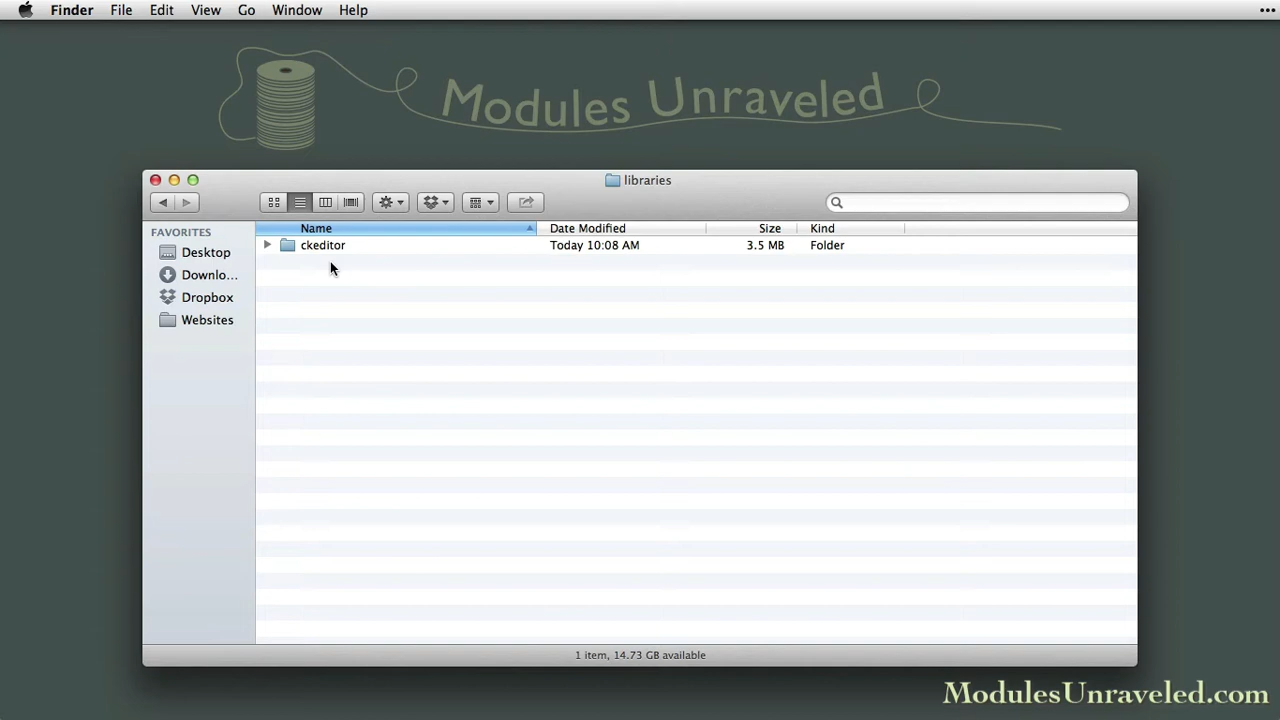 Finder File Edit View Go Window Help
Modules Unraveled
libraries
FAVORITES
Desktop
Downlo...
Dropbox
Websites
Name Date Modified Size Kind
ckeditor Today 10:08 AM 3.5 MB Folder
1 item, 14.73 GB available
ModulesUnraveled.com